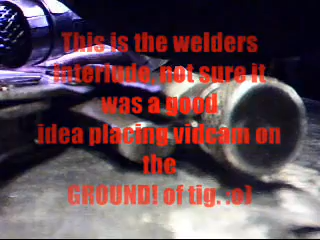 This is the welders
interlude, not sure it
was a good
idea placing vidcam on
the
GROUND! of tig. :o)